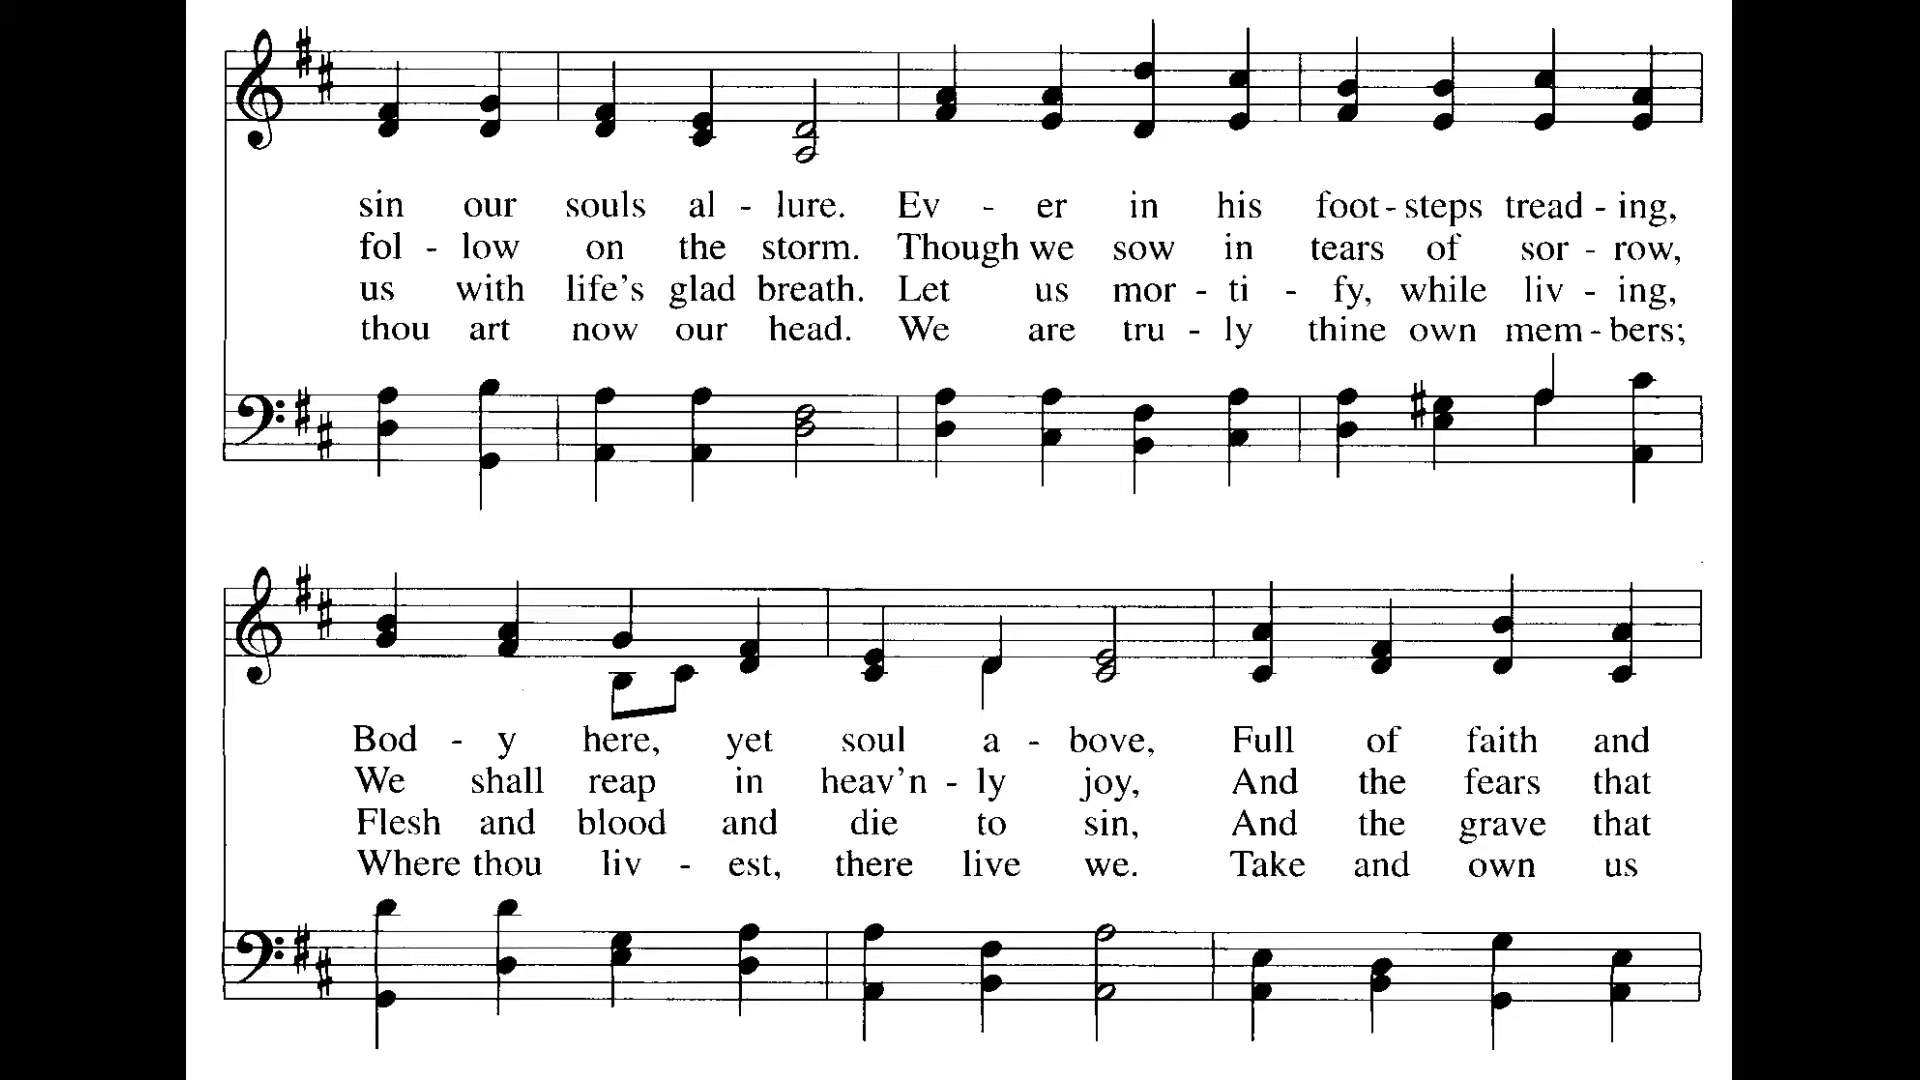 sin our souls al - lure. Ev - er in his foot - steps tread - ing,
fol - low on the storm. Though we sow in tears of sor - row,
us with life's glad breath. Let us mor - ti - fy, while liv - ing,
thou art now our head. We are tru - ly thine own mem - bers;
Bod - y here, yet soul a - bove, Full of faith and
We shall reap in heav'n - ly joy, And the fears that
Flesh and blood and die to sin, And the grave that
Where thou liv - est, there live we. Take and own us